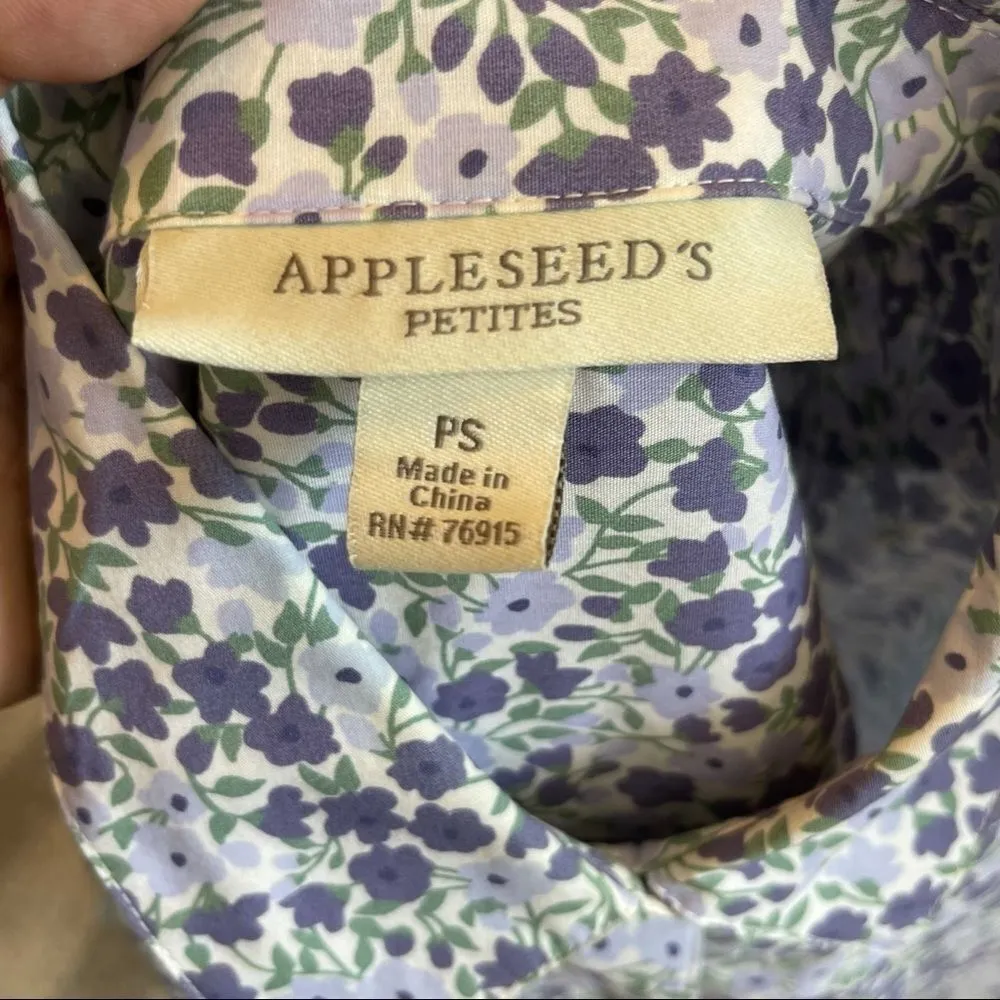 APPLESEED'S
PETITES
PS
Made in
China
RN# 76915